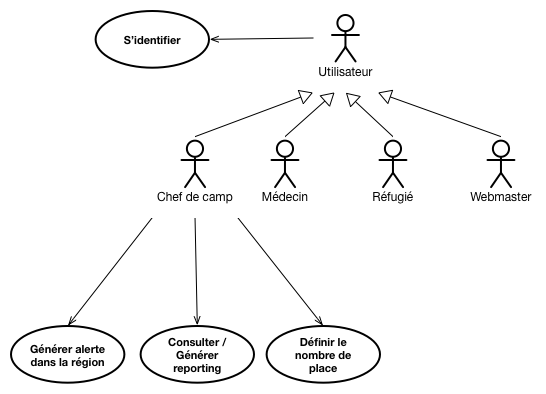 S'identifier
Utilisateur
Chef de camp
Médecin
Réfugié
Webmaster
Générer alerte
dans la région
Consulter /
Générer
reporting
Définir le
nombre de
place